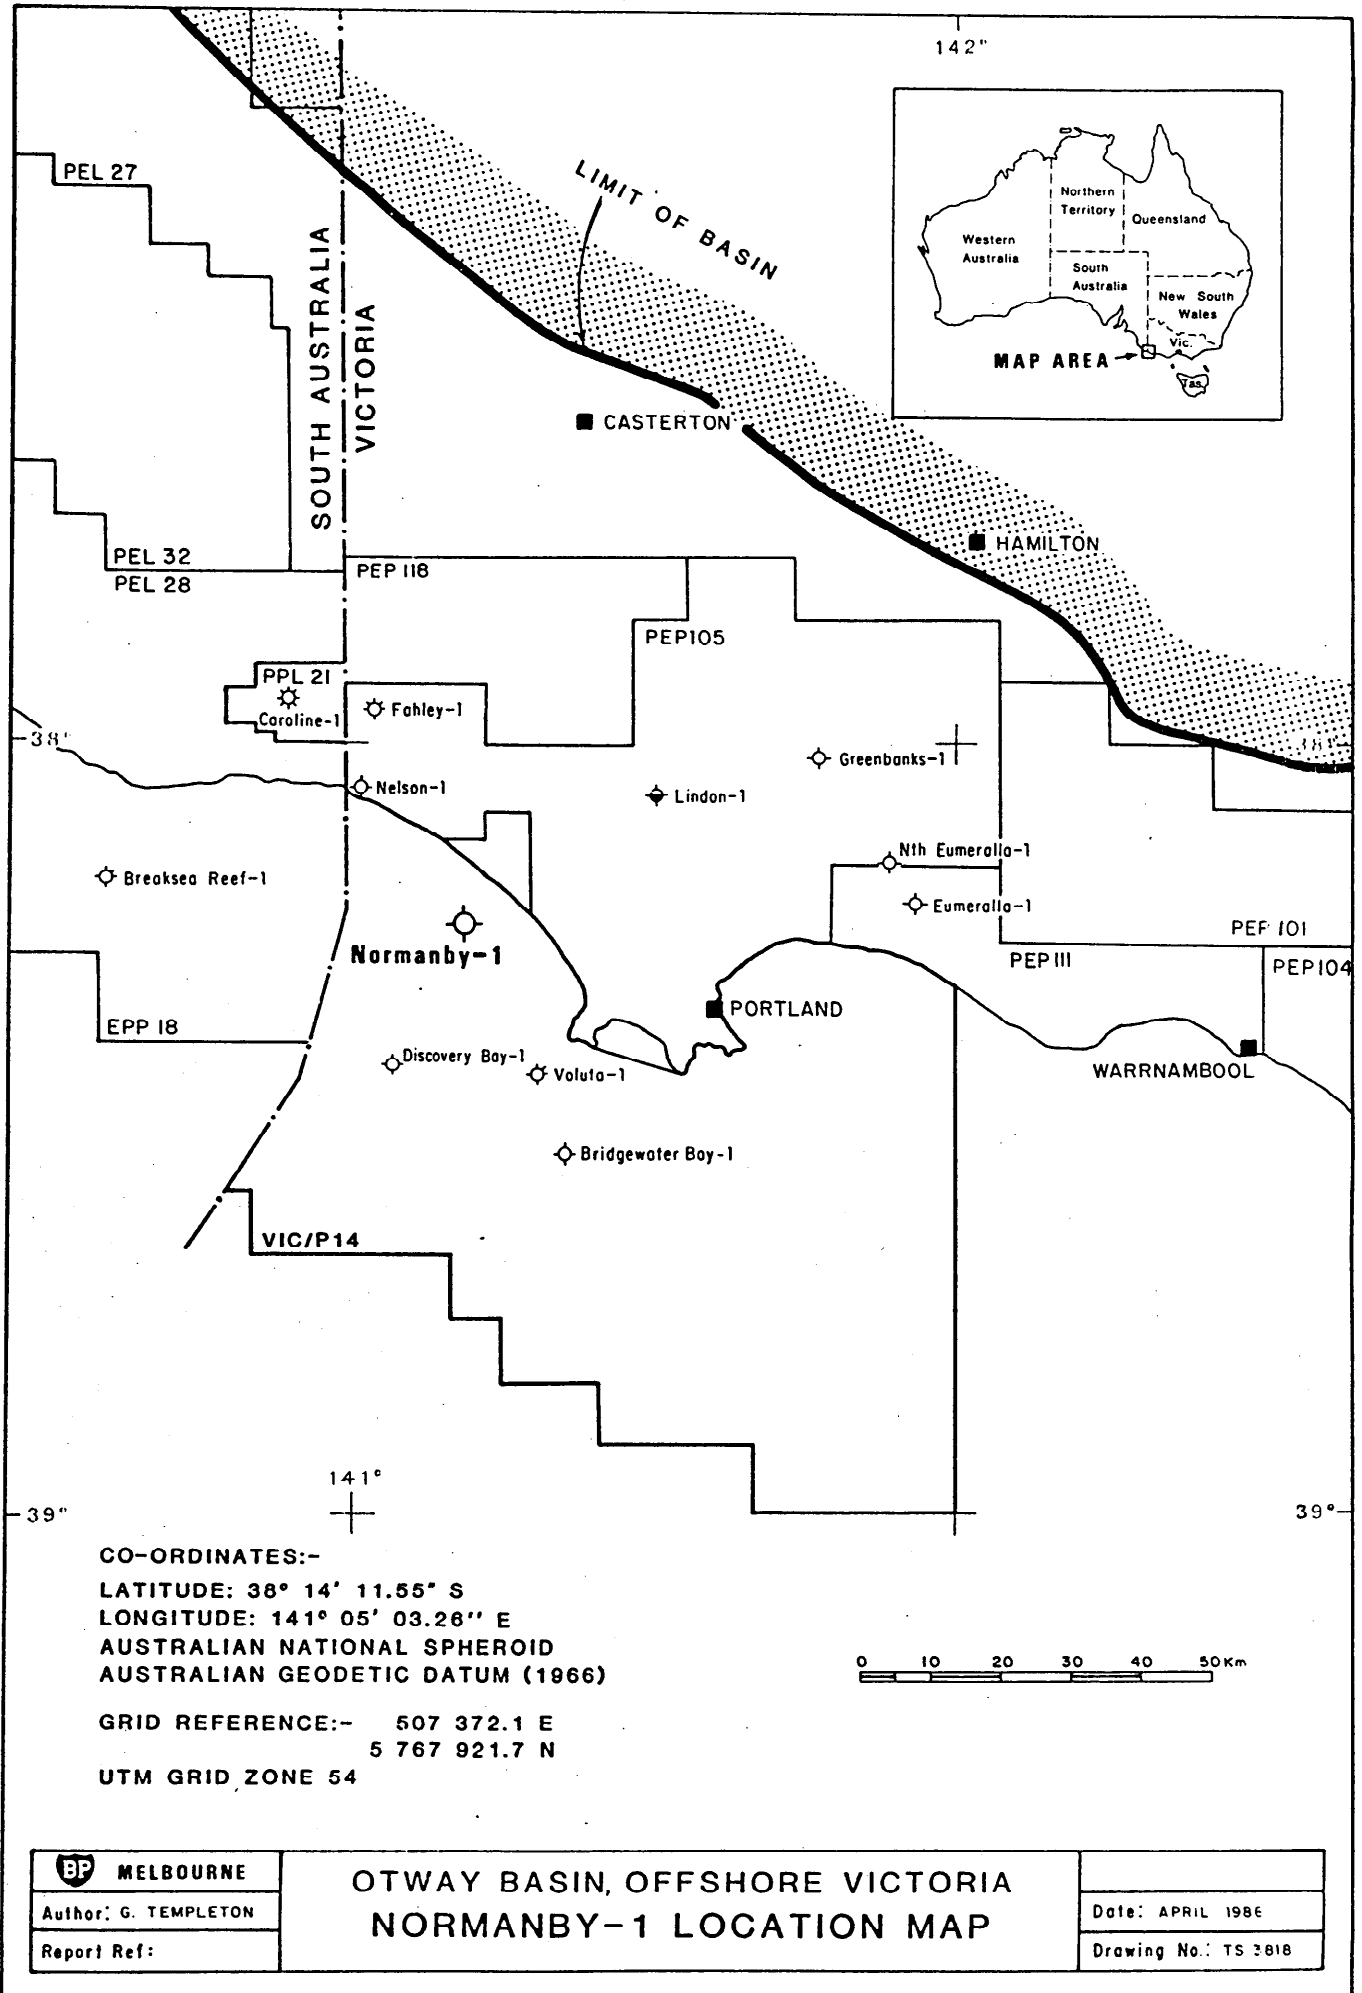 142"
PEL 27
LIMIT OF BASIN
SOUTH AUSTRALIA
VICTORIA
Northern
Territory
Queensland
Western
Australia
South
Australia
New South
Wales
Vic.
MAP AREA
Tas.
CASTERTON
HAMILTON
PEL 32
PEL 28
PEP 118
PEP105
PPL 21
Caroline-1
Fahley-1
38"
Greenbanks-1
Nelson-1
Lindon-1
Nth Eumeralla-1
Breaksea Reef-1
Eumeralla-1
PEP 101
Normanby-1
PEP 111
PEP104
PORTLAND
EPP 18
Discovery Bay-1
Voluta-1
WARRNAMBOOL
Bridgewater Bay-1
VIC/P14
141°
39"
39°
CO-ORDINATES:-
LATITUDE: 38° 14' 11.55" S
LONGITUDE: 141° 05' 03.26'' E
AUSTRALIAN NATIONAL SPHEROID
AUSTRALIAN GEODETIC DATUM (1966)
0 10 20 30 40 50 Km
GRID REFERENCE:- 507 372.1 E
5 767 921.7 N
UTM GRID ZONE 54
BP MELBOURNE
Author: G. TEMPLETON
Report Ref:
OTWAY BASIN, OFFSHORE VICTORIA
NORMANBY-1 LOCATION MAP
Date: APRIL 1986
Drawing No.: TS 3818